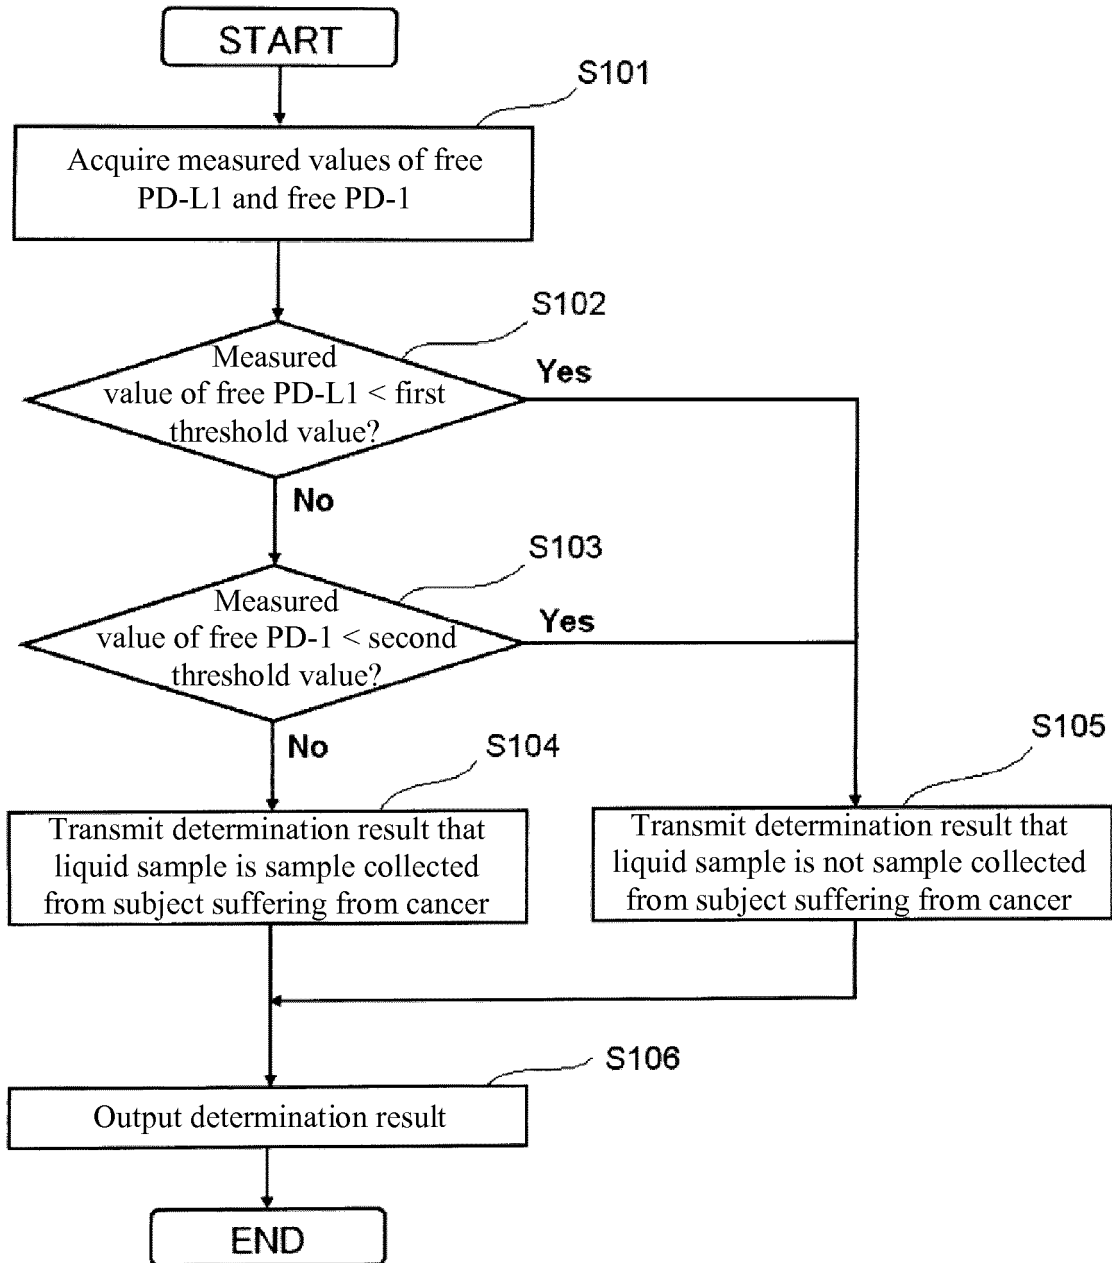 START
S101
Acquire measured values of free
PD-L1 and free PD-1
S102
Measured
value of free PD-L1 < first
threshold value?
Yes
No
S103
Measured
value of free PD-1 < second
threshold value?
Yes
No
S104
Transmit determination result that
liquid sample is sample collected
from subject suffering from cancer
S105
Transmit determination result that
liquid sample is not sample collected
from subject suffering from cancer
S106
Output determination result
END